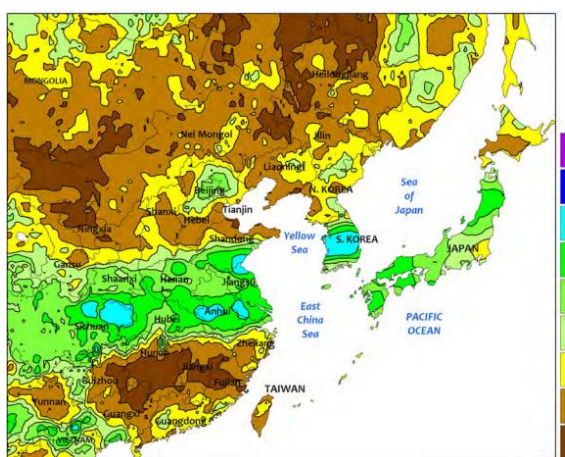 Heilongjiang
MONGOLIA
Nei Mongol
Jilin
Liaoning
Sea
of
Japan
Beijing
N. KOREA
Tianjin
Shanxi
Hebei
Ningxia
Shandong
Yellow
Sea
S. KOREA
JAPAN
Gansu
Shaanxi
Henan
Jiangsu
East
China
Sea
PACIFIC
OCEAN
Sichuan
Hubei
Anhui
Zhejiang
Hunan
Jiangxi
Guizhou
Fujian
TAIWAN
Yunnan
Guangxi
Guangdong
VIETNAM